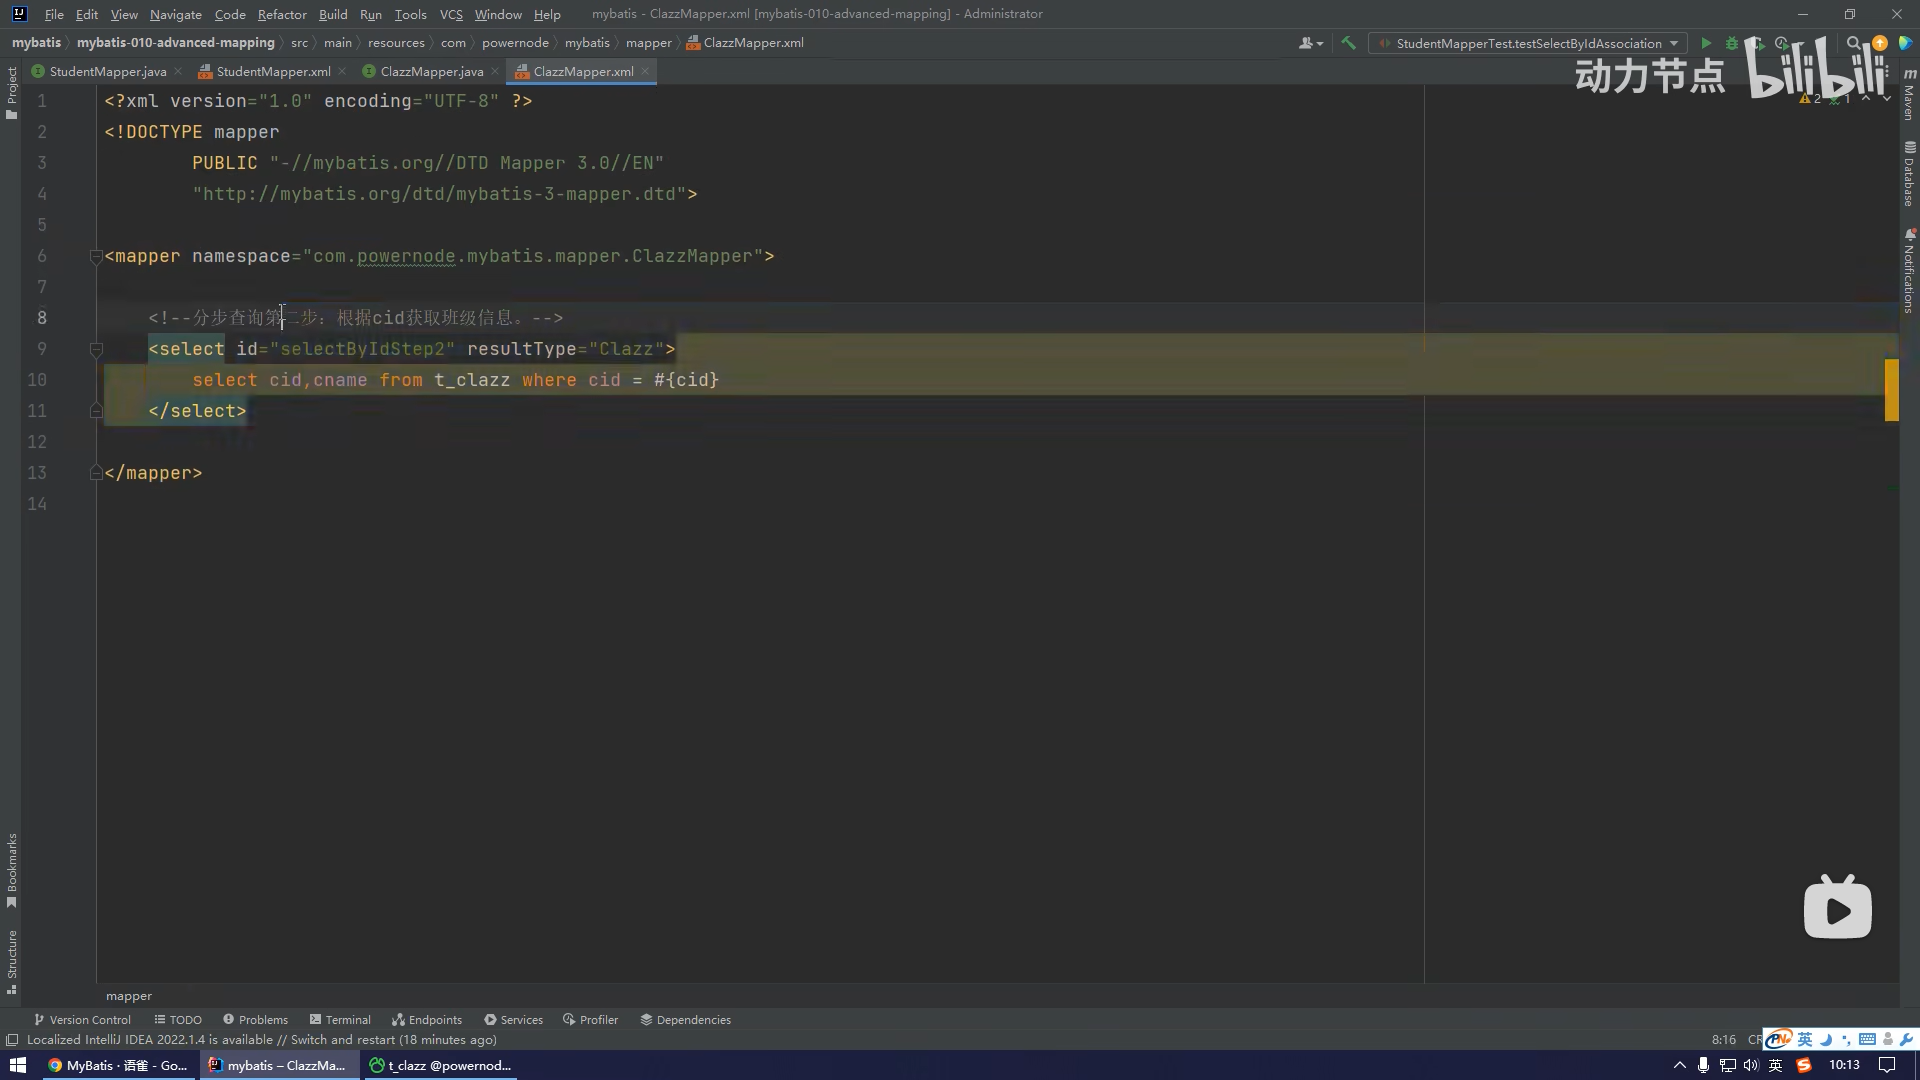 File Edit View Navigate Code Refactor Build Run Tools VCS Window Help mybatis - ClazzMapper.xml [mybatis-010-advanced-mapping] - Administrator
mybatis mybatis-010-advanced-mapping src main resources com powernode mybatis mapper ClazzMapper.xml StudentMapperTest.testSelectByIdAssociation
StudentMapper.java StudentMapper.xml ClazzMapper.java ClazzMapper.xml
动力节点 bilibili
2 1
Project
Maven
Database
Notifications
1 <?xml version="1.0" encoding="UTF-8" ?>
2 <!DOCTYPE mapper
3 PUBLIC "-//mybatis.org//DTD Mapper 3.0//EN"
4 "http://mybatis.org/dtd/mybatis-3-mapper.dtd">
5
6 <mapper namespace="com.powernode.mybatis.mapper.ClazzMapper">
7
8 <!--分步查询第二步：根据cid获取班级信息。-->
9 <select id="selectByIdStep2" resultType="Clazz">
10 select cid,cname from t_clazz where cid = #{cid}
11 </select>
12
13 </mapper>
14
Bookmarks
Structure
mapper
Version Control TODO Problems Terminal Endpoints Services Profiler Dependencies
Localized IntelliJ IDEA 2022.1.4 is available // Switch and restart (18 minutes ago) 8:16 英
MyBatis · 语雀 - Go... mybatis – ClazzMa... t_clazz @powernod... 英 10:13